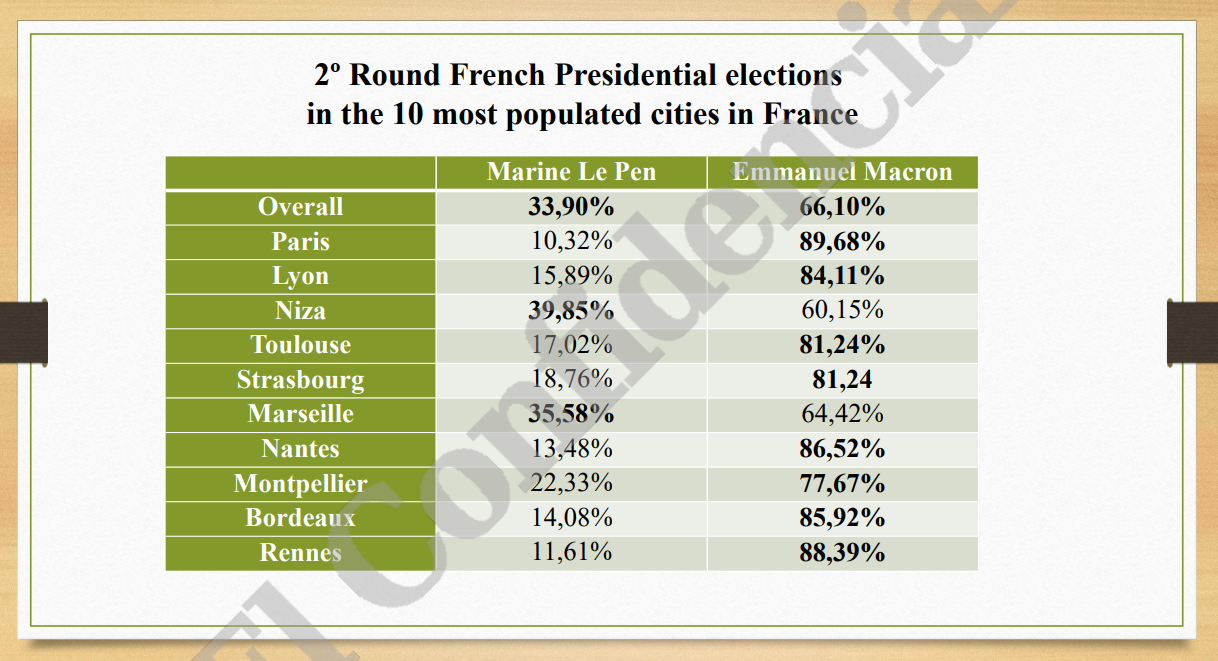 2º Round French Presidential elections
in the 10 most populated cities in France
Marine Le Pen Emmanuel Macron
Overall 33,90% 66,10%
Paris 10,32% 89,68%
Lyon 15,89% 84,11%
Niza 39,85% 60,15%
Toulouse 17,02% 81,24%
Strasbourg 18,76% 81,24
Marseille 35,58% 64,42%
Nantes 13,48% 86,52%
Montpellier 22,33% 77,67%
Bordeaux 14,08% 85,92%
Rennes 11,61% 88,39%
El Confidencial